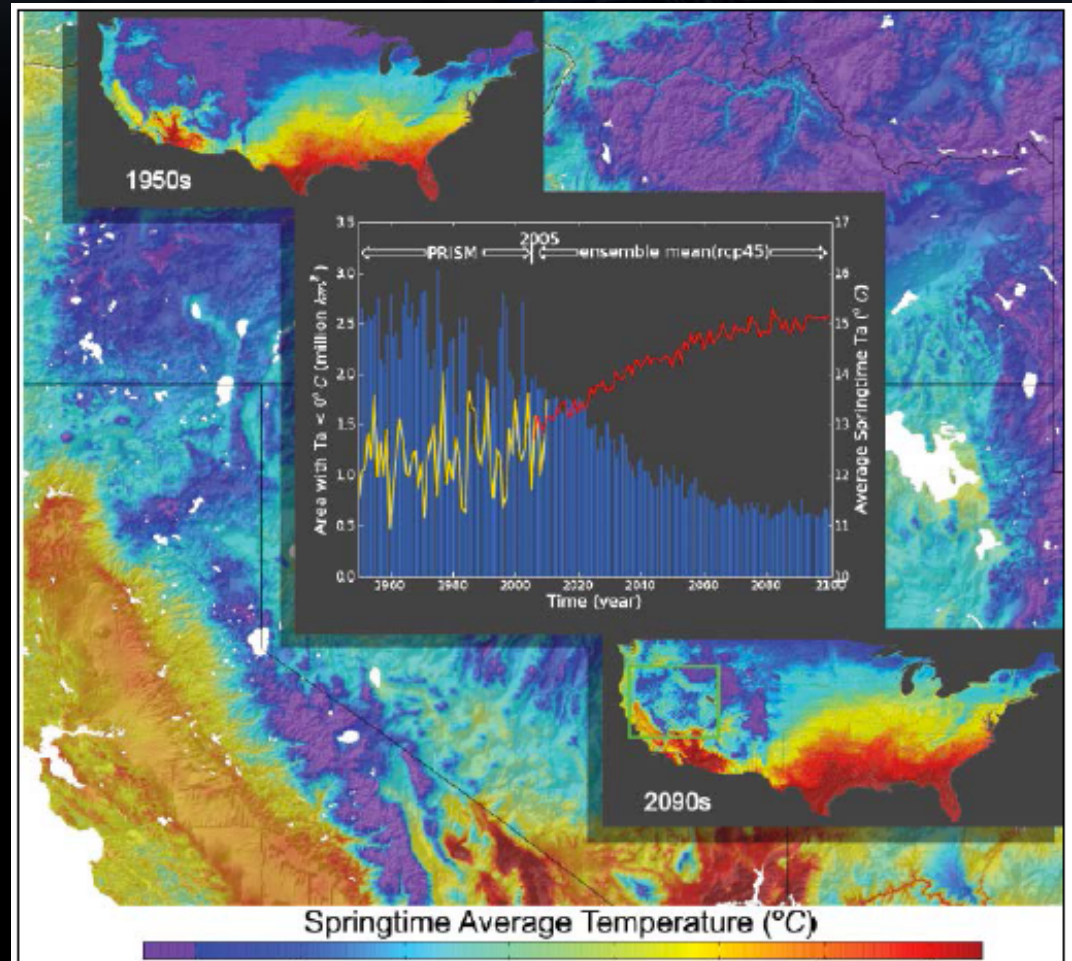 1950s
3.5
3.0
2.5
2.0
1.5
1.0
0.5
0.0
Area with Ta < 0° C (million km²)
2005
PRISM
ensemble mean(rcp45)
17
16
15
14
13
12
11
10
Average Springtime Ta (° C)
1960 1980 2000 2020 2040 2060 2080 2100
Time (year)
2090s
Springtime Average Temperature (°C)